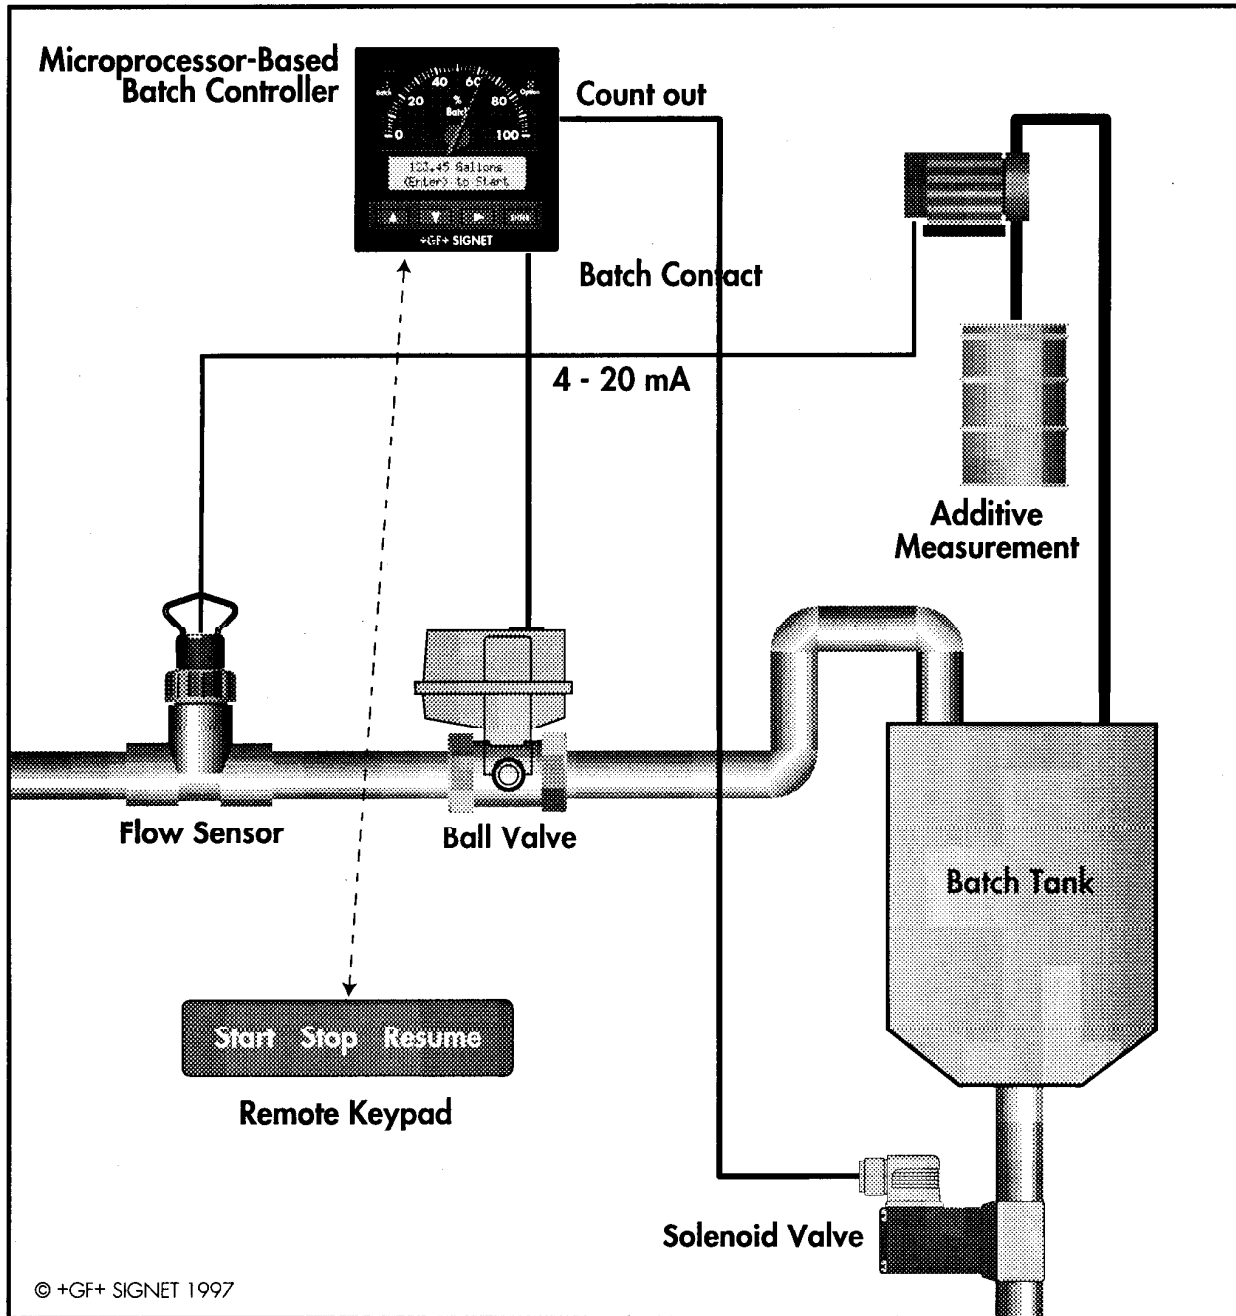 Microprocessor-Based
Batch Controller
Count out
0 20 40 60 80 100
%
Batch
Option
Batch
123.45 Gallons
(Enter) to Start
ENTER
+GF+ SIGNET
Batch Contact
4 - 20 mA
Additive
Measurement
Flow Sensor
Ball Valve
Batch Tank
Start Stop Resume
Remote Keypad
Solenoid Valve
© +GF+ SIGNET 1997